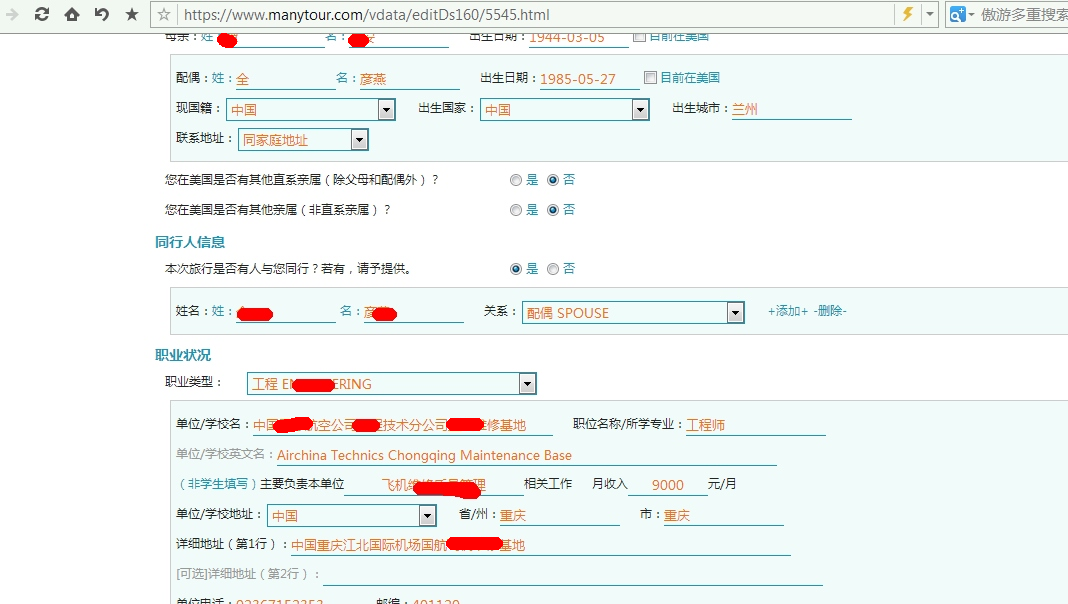 https://www.manytour.com/vdata/editDs160/5545.html 傲游多重搜索
母亲：姓 名： 出生日期：1944-03-05 目前在美国
配偶：姓：全 名：彦燕 出生日期：1985-05-27 目前在美国
现国籍：中国 出生国家：中国 出生城市：兰州
联系地址：同家庭地址
您在美国是否有其他直系亲属（除父母和配偶外）？ 是 否
您在美国是否有其他亲属（非直系亲属）？ 是 否
同行人信息
本次旅行是否有人与您同行？若有，请予提供。 是 否
姓名：姓： 名：彦 关系：配偶 SPOUSE +添加+ -删除-
职业状况
职业类型： 工程 ERING
单位/学校名：中国 航空公司 技术分公司 维修基地 职位名称/所学专业：工程师
单位/学校英文名：Airchina Technics Chongqing Maintenance Base
（非学生填写）主要负责本单位 飞机维 管理 相关工作 月收入 9000 元/月
单位/学校地址：中国 省/州：重庆 市：重庆
详细地址（第1行）：中国重庆江北国际机场国航 基地
[可选]详细地址（第2行）：
单位电话：02367152353 邮编：401120